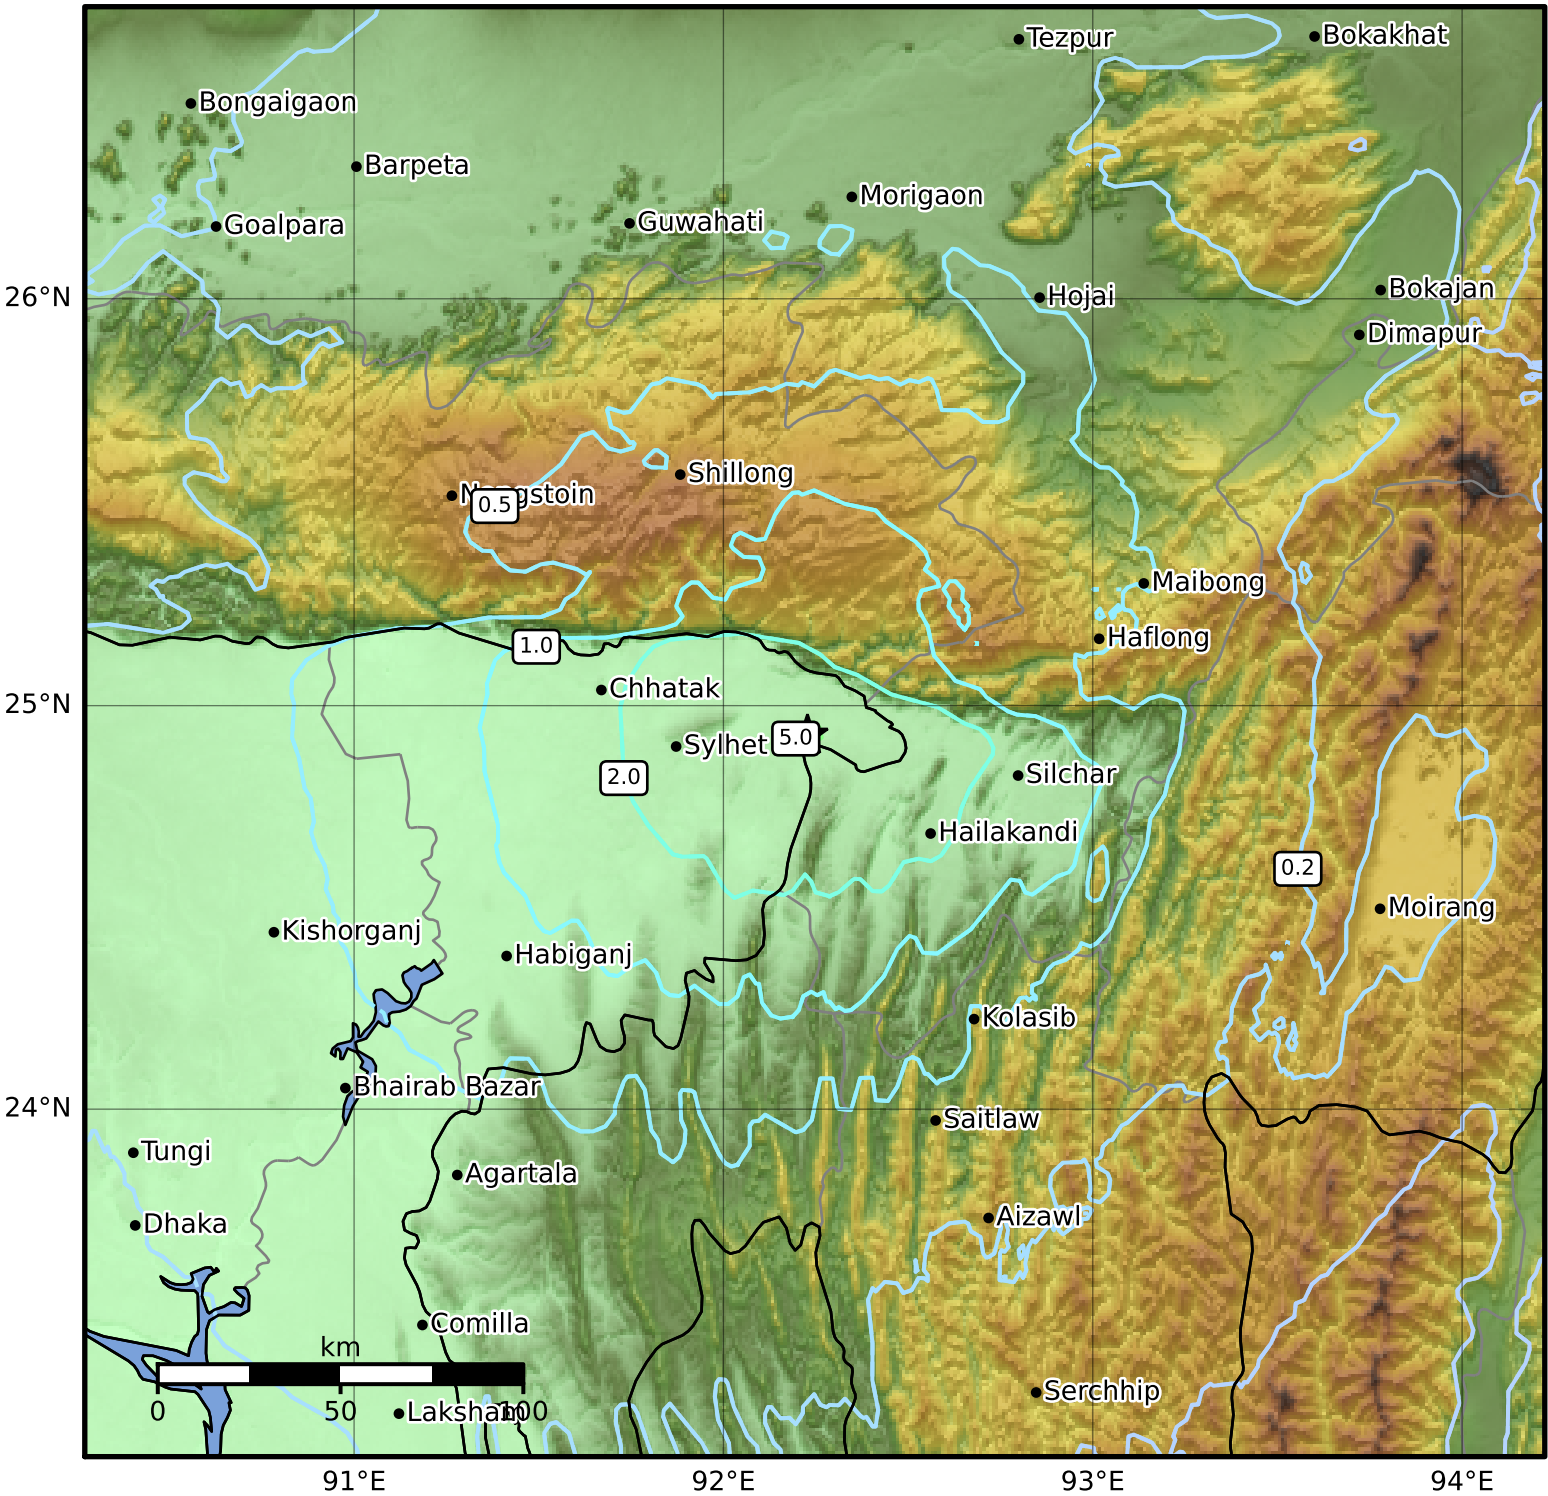 Tezpur
Bokakhat
Bongaigaon
Barpeta
Morigaon
Goalpara
Guwahati
26°N
Hojai
Bokajan
Dimapur
Shillong
0.5
Maibong
Haflong
1.0
Chhatak
25°N
Sylhet
5.0
2.0
Silchar
Hailakandi
0.2
Moirang
Kishorganj
Habiganj
Kolasib
Bhairab Bazar
24°N
Saitlaw
Tungi
Agartala
Aizawl
Dhaka
Comilla
km
Serchhip
0
50
100
91°E
92°E
93°E
94°E